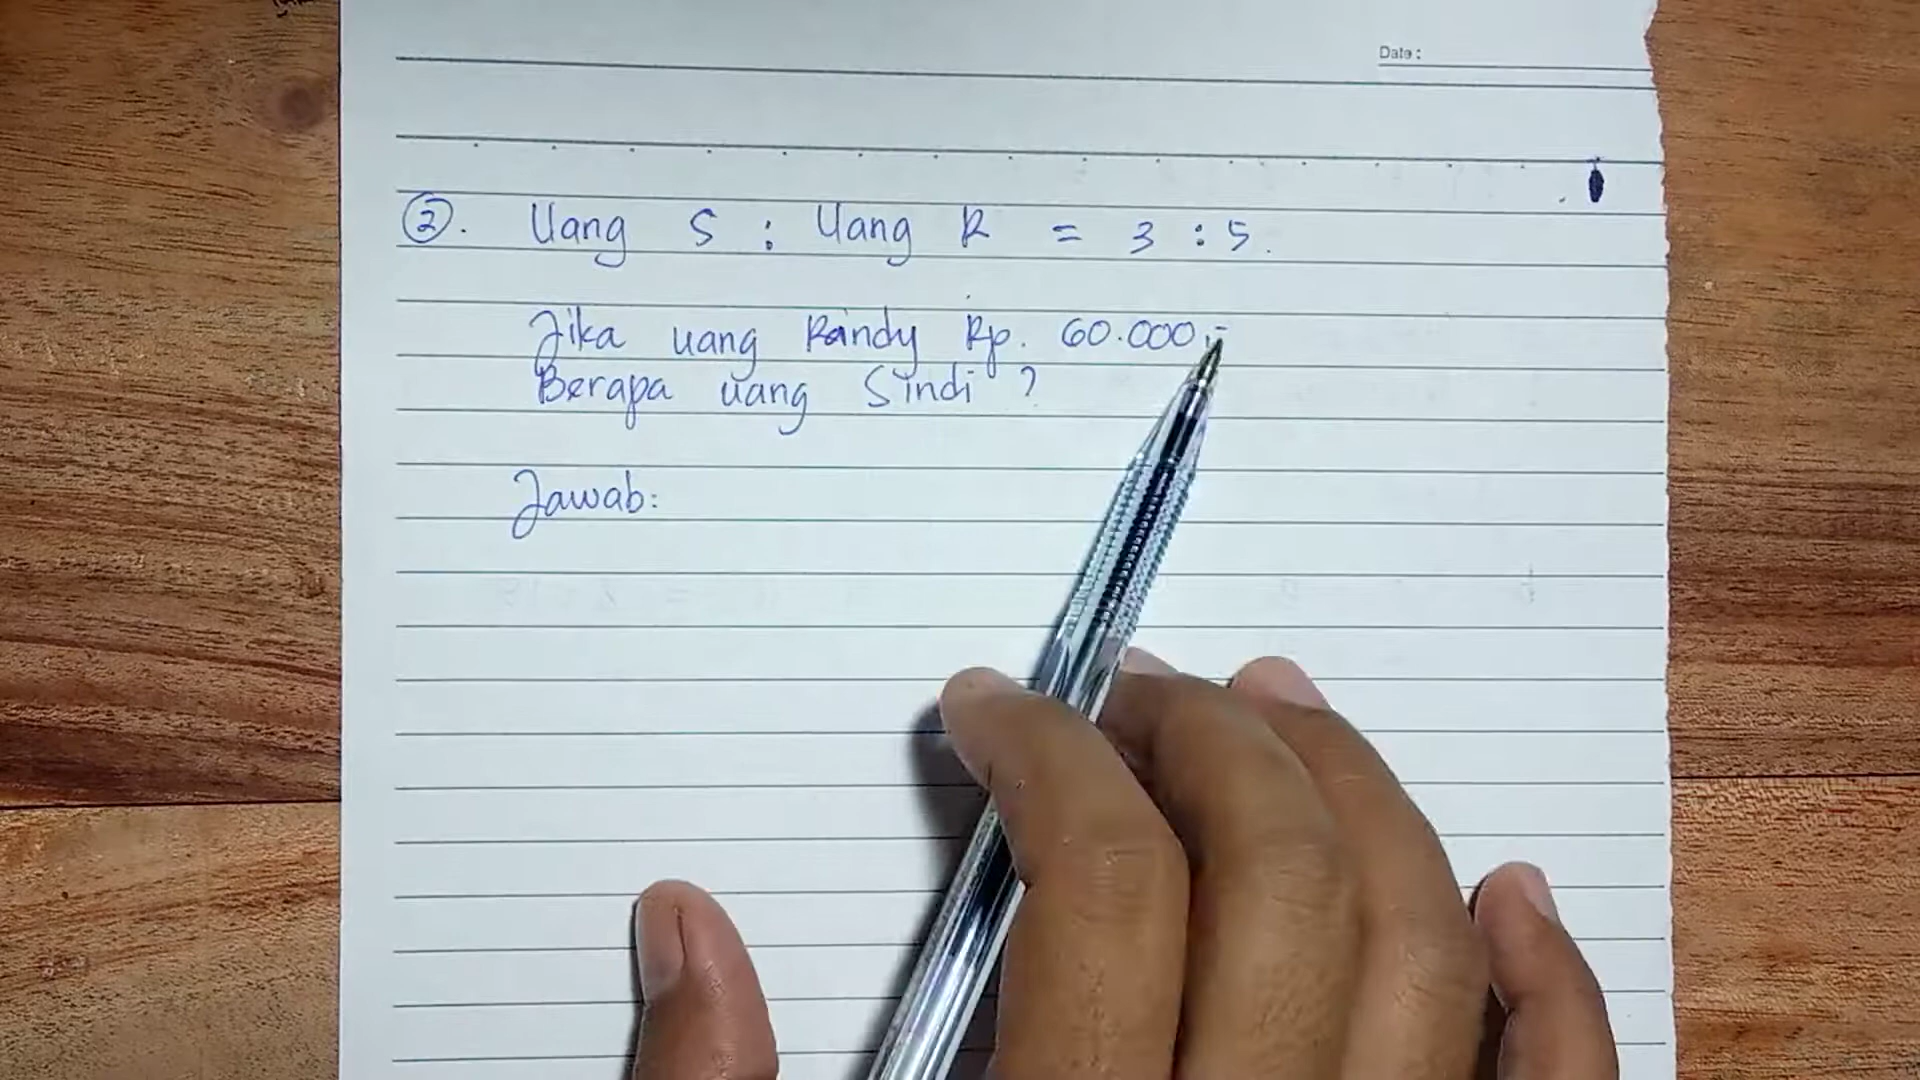 Date :
2. Uang S : Uang R = 3 : 5.
Jika uang Randy Rp. 60.000,-
Berapa uang Sindi ?
Jawab: